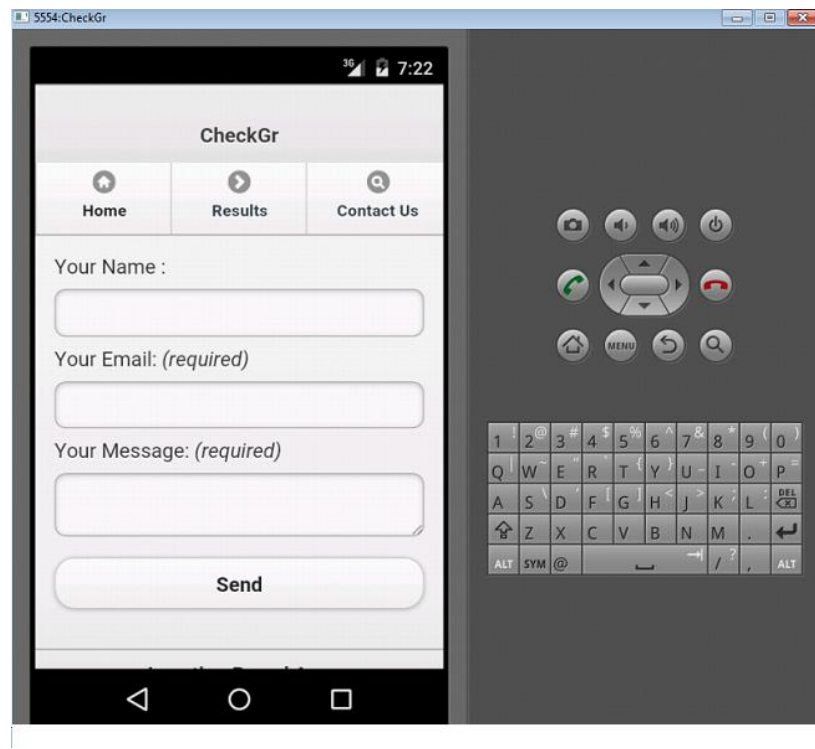 5554:CheckGr
3G 7:22
CheckGr
Home Results Contact Us
Your Name :
Your Email: (required)
Your Message: (required)
Send
MENU
1 ! 2 @ 3 # 4 $ 5 % 6 ^ 7 & 8 * 9 ( 0 )
Q | W ~ E " R ` T { Y } U - I - O + P =
A S \ D ' F [ G ] H < J > K ; L : DEL
Z X C V B N M .
ALT SYM @ / ? , ALT